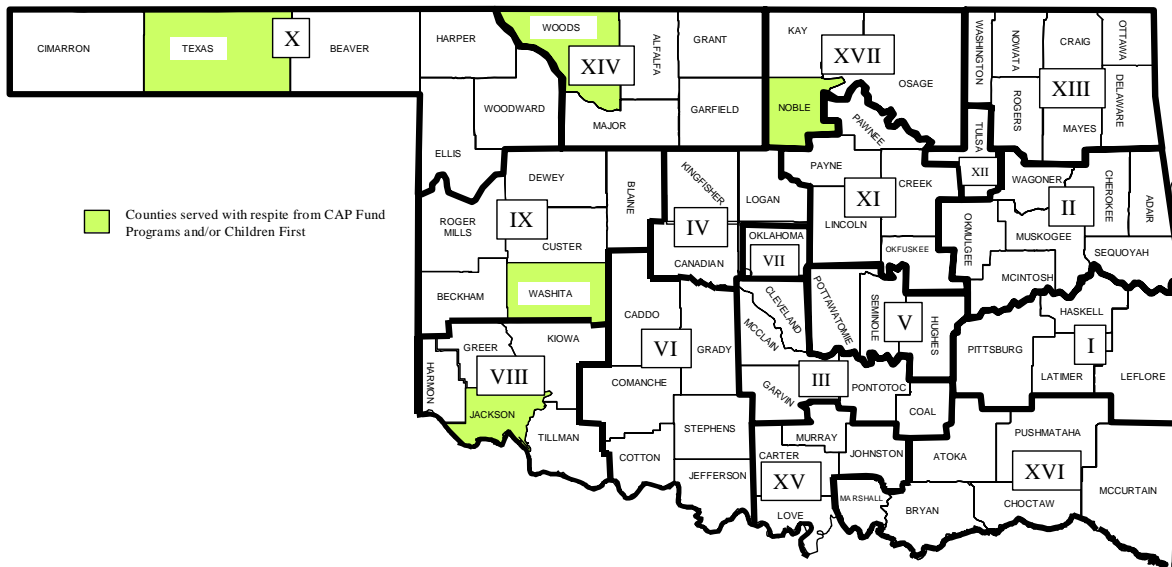 CIMARRON
TEXAS
X
BEAVER
HARPER
WOODS
XIV
ALFALFA
GRANT
KAY
XVII
OSAGE
WASHINGTON
NOWATA
CRAIG
OTTAWA
XIII
DELAWARE
ROGERS
MAYES
WOODWARD
MAJOR
GARFIELD
NOBLE
PAWNEE
TULSA
ELLIS
DEWEY
BLAINE
KINGFISHER
LOGAN
PAYNE
CREEK
XII
WAGONER
CHEROKEE
ADAIR
Counties served with respite from CAP Fund
Programs and/or Children First
ROGER
MILLS
IX
CUSTER
IV
CANADIAN
OKLAHOMA
VII
XI
LINCOLN
OKFUSKEE
OKMULGEE
II
MUSKOGEE
SEQUOYAH
MCINTOSH
BECKHAM
WASHITA
CADDO
CLEVELAND
MCCLAIN
POTTAWATOMIE
SEMINOLE
V
HUGHES
HASKELL
PITTSBURG
I
LATIMER
LEFLORE
HARMON
GREER
KIOWA
VIII
VI
GRADY
COMANCHE
GARVIN
III
PONTOTOC
COAL
JACKSON
TILLMAN
COTTON
STEPHENS
JEFFERSON
MURRAY
CARTER
JOHNSTON
XV
LOVE
MARSHALL
ATOKA
PUSHMATAHA
XVI
BRYAN
CHOCTAW
MCCURTAIN